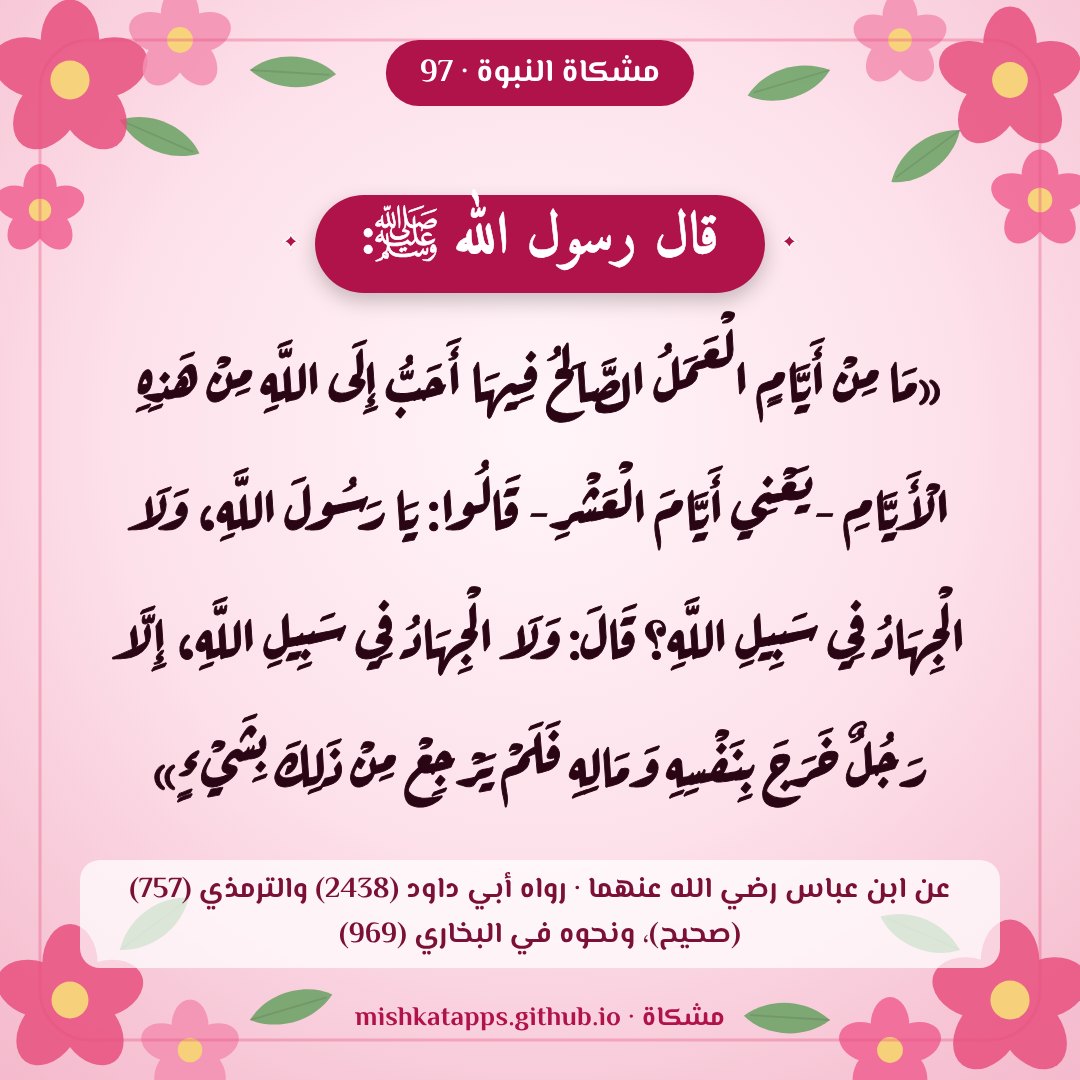 مشكاة النبوة · 97
قال رسول الله ﷺ:
«مَا مِنْ أَيَّامٍ الْعَمَلُ الصَّالِحُ فِيهَا أَحَبُّ إِلَى اللَّهِ مِنْ هَذِهِ
الْأَيَّامِ -يَعْنِي أَيَّامَ الْعَشْرِ- قَالُوا: يَا رَسُولَ اللَّهِ، وَلَا
الْجِهَادُ فِي سَبِيلِ اللَّهِ؟ قَالَ: وَلَا الْجِهَادُ فِي سَبِيلِ اللَّهِ، إِلَّا
رَجُلٌ خَرَجَ بِنَفْسِهِ وَمَالِهِ فَلَمْ يَرْجِعْ مِنْ ذَلِكَ بِشَيْءٍ»
عن ابن عباس رضي الله عنهما · رواه أبي داود (2438) والترمذي (757)
(صحيح)، ونحوه في البخاري (969)
مشكاة · mishkatapps.github.io